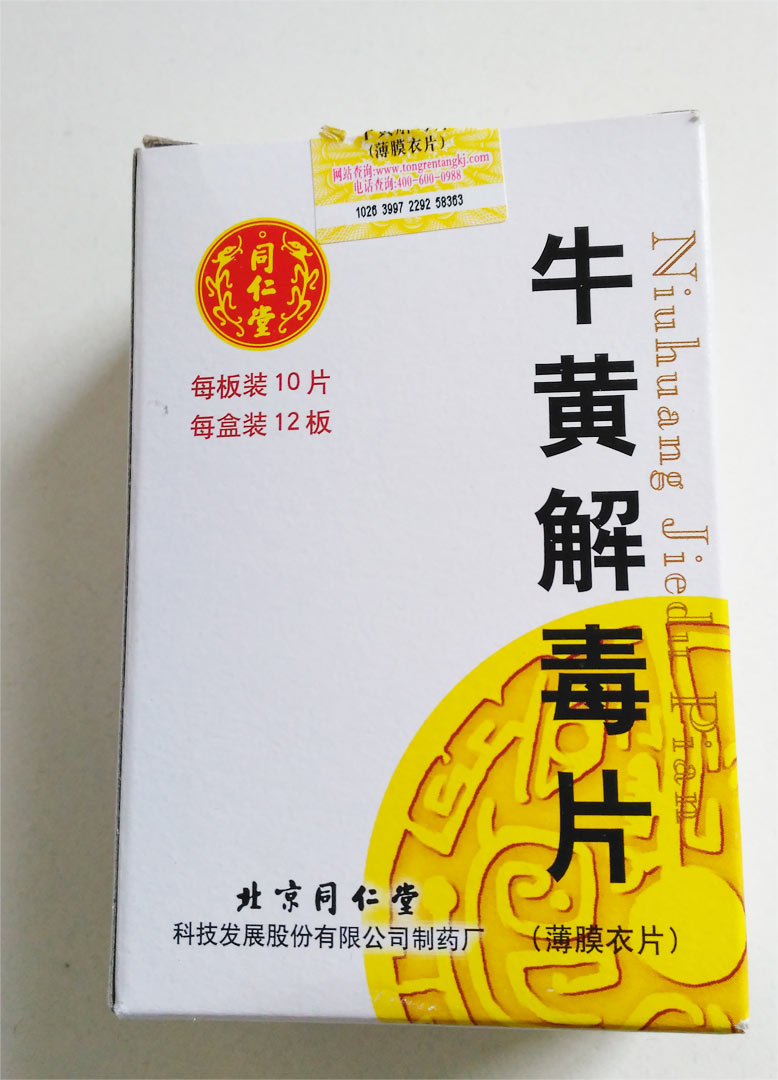 (薄膜衣片)
网站查询:www.tongrentangkj.com
电话查询:400-600-0988
1026 3997 2292 58363
同仁堂
每板装10片
每盒装12板
牛黄解毒片
Niuhuang Jiedu Pian
(薄膜衣片)
北京同仁堂
科技发展股份有限公司制药厂